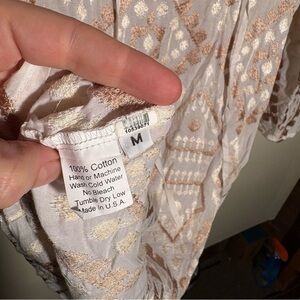 M
100% Cotton
Hand or Machine
Wash Cold Water
No Bleach
Tumble Dry Low
Made in U.S.A.